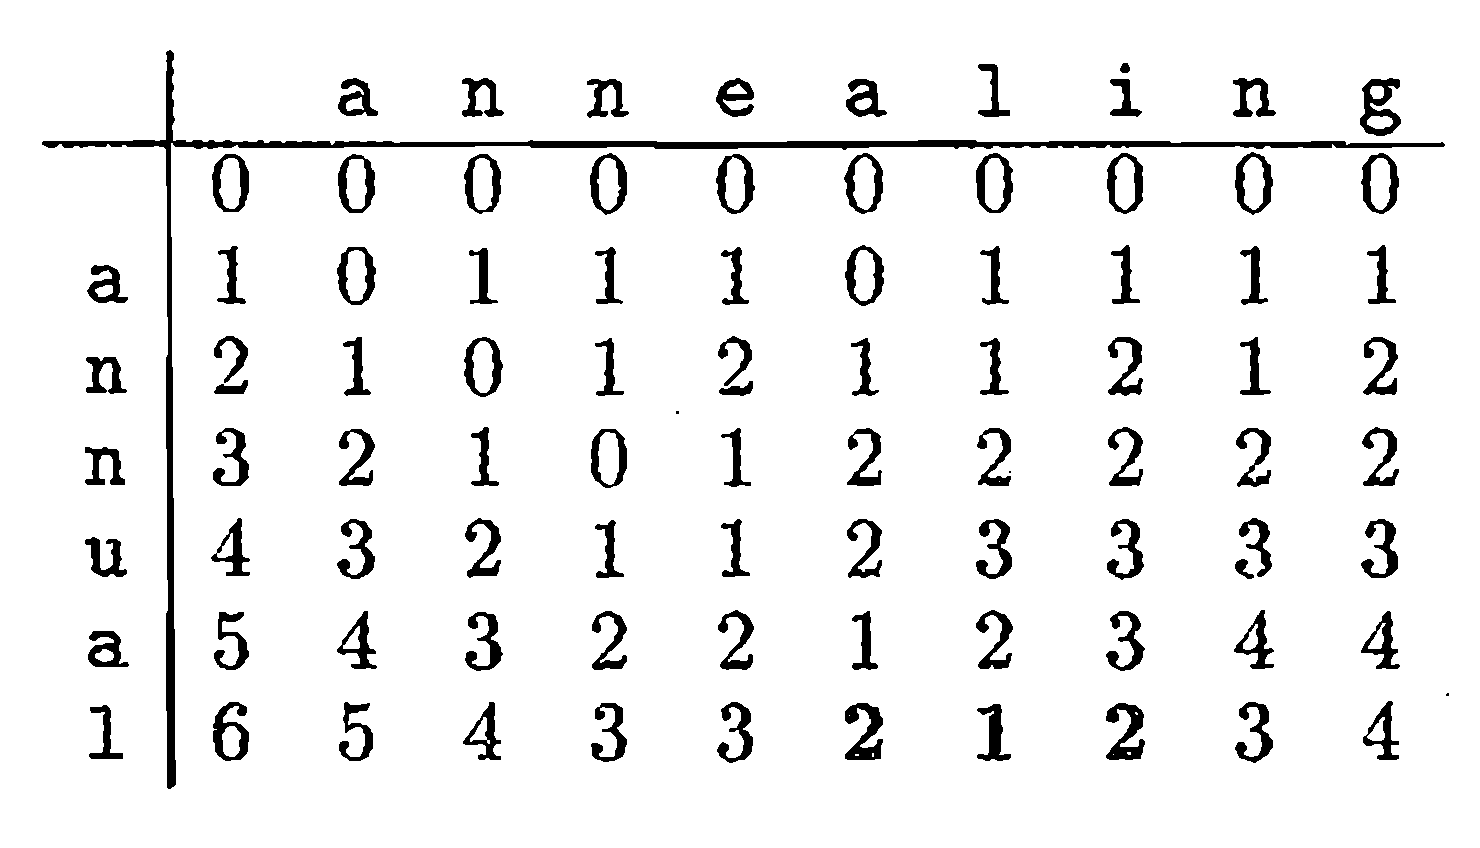 a n n e a l i n g
0 0 0 0 0 0 0 0 0 0
a 1 0 1 1 1 0 1 1 1 1
n 2 1 0 1 2 1 1 2 1 2
n 3 2 1 0 1 2 2 2 2 2
u 4 3 2 1 1 2 3 3 3 3
a 5 4 3 2 2 1 2 3 4 4
l 6 5 4 3 3 2 1 2 3 4